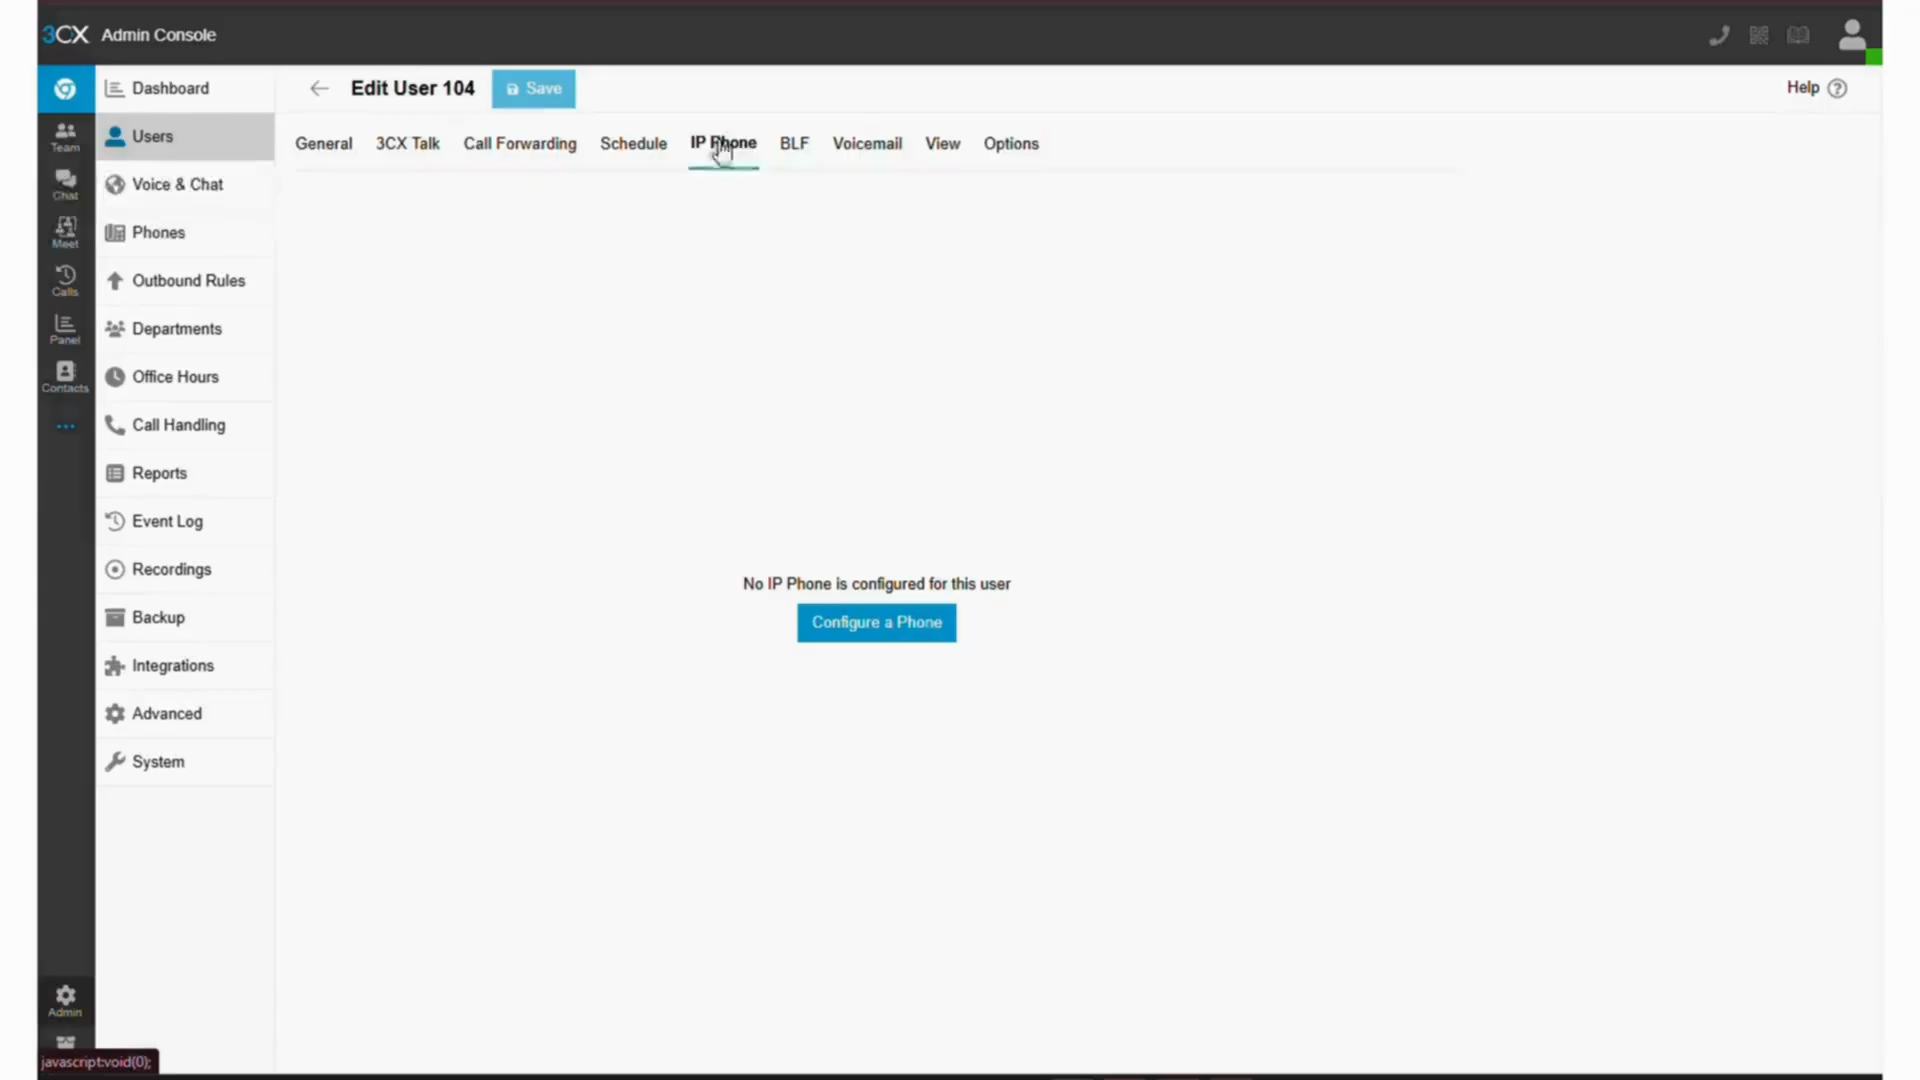 3CX Admin Console
Dashboard
Edit User 104
Save
Help
Team
Users
General 3CX Talk Call Forwarding Schedule IP Phone BLF Voicemail View Options
Chat
Voice & Chat
Meet
Phones
Calls
Outbound Rules
Panel
Departments
Contacts
Office Hours
Call Handling
Reports
Event Log
Recordings
No IP Phone is configured for this user
Backup
Configure a Phone
Integrations
Advanced
System
Admin
javascript:void(0);